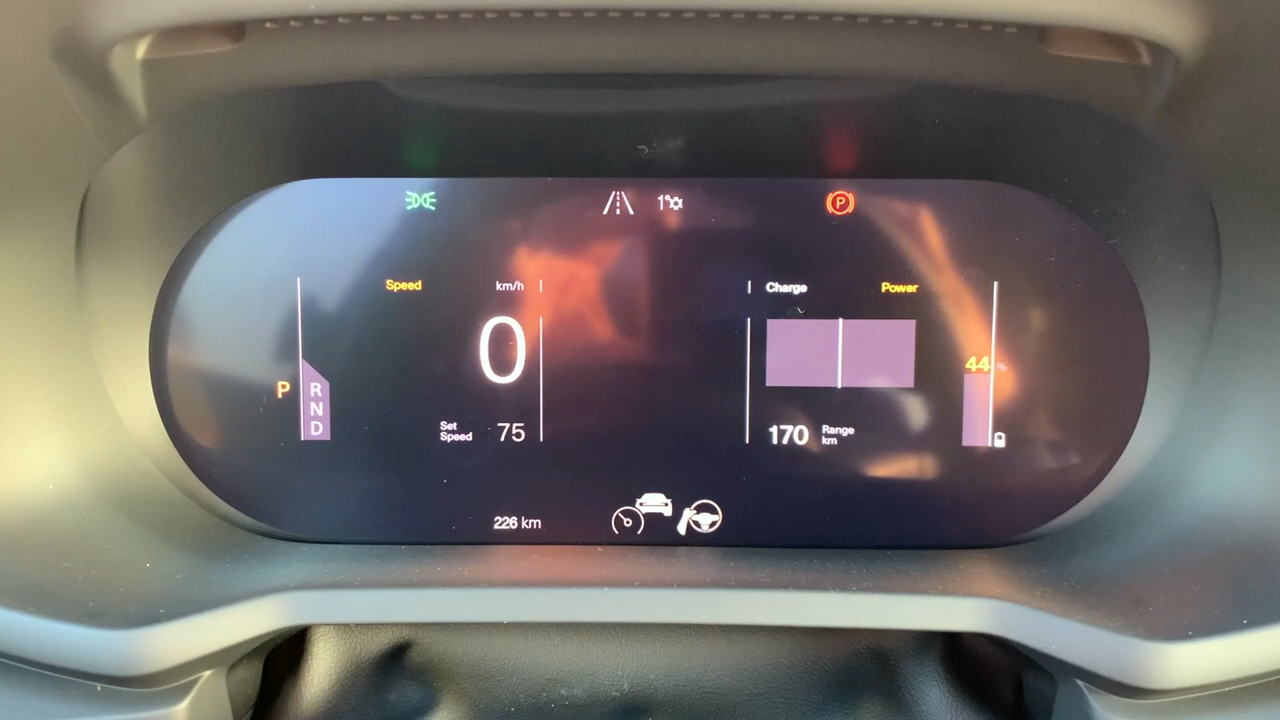 1°
P
Speed km/h
Charge Power
0
44 %
P
R
N
D
Set
Speed
75
170
Range
km
226 km